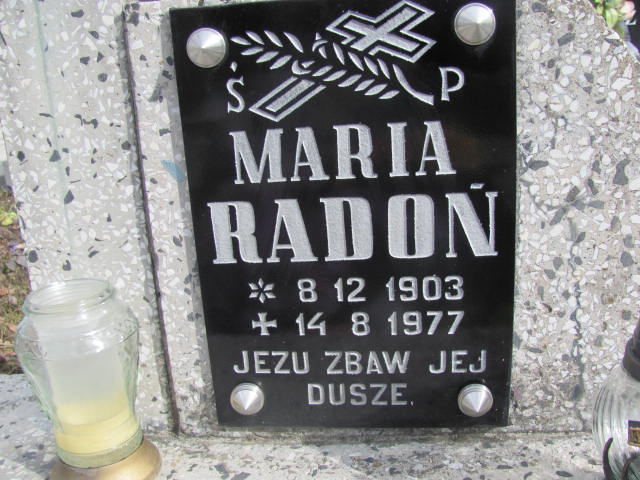 Ś P
MARIA
RADOŃ
* 8 12 1903
✝ 14 8 1977
JEZU ZBAW JEJ
DUSZE.